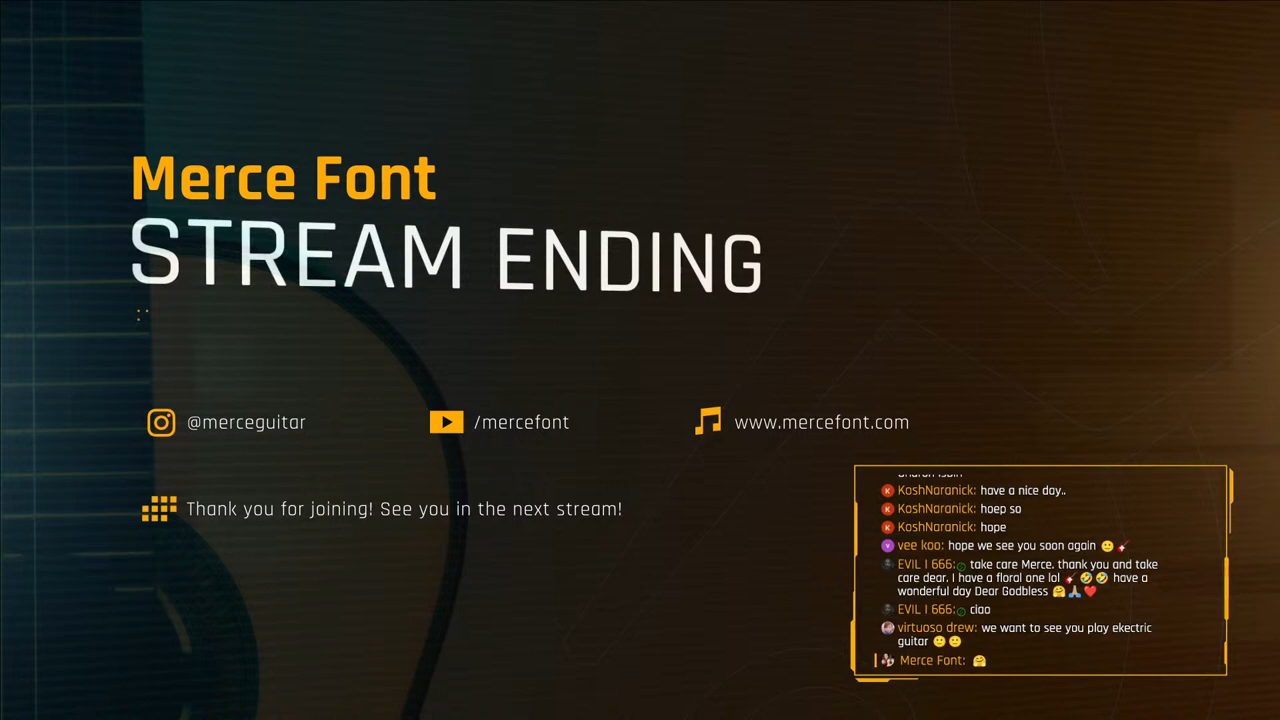 Merce Font
STREAM ENDING
@merceguitar
/mercefont
www.mercefont.com
Thank you for joining! See you in the next stream!
KoshNaranick: have a nice day..
KoshNaranick: hoep so
KoshNaranick: hope
vee koo: hope we see you soon again 🙂 🎸
EVIL I 666: take care Merce. thank you and take
care dear. I have a floral one lol 🎸 🤣 🤣 have a
wonderful day Dear Godbless 🤗🙏❤️
EVIL I 666: ciao
virtuoso drew: we want to see you play ekectric
guitar 🙂 🙂
Merce Font: 🤗